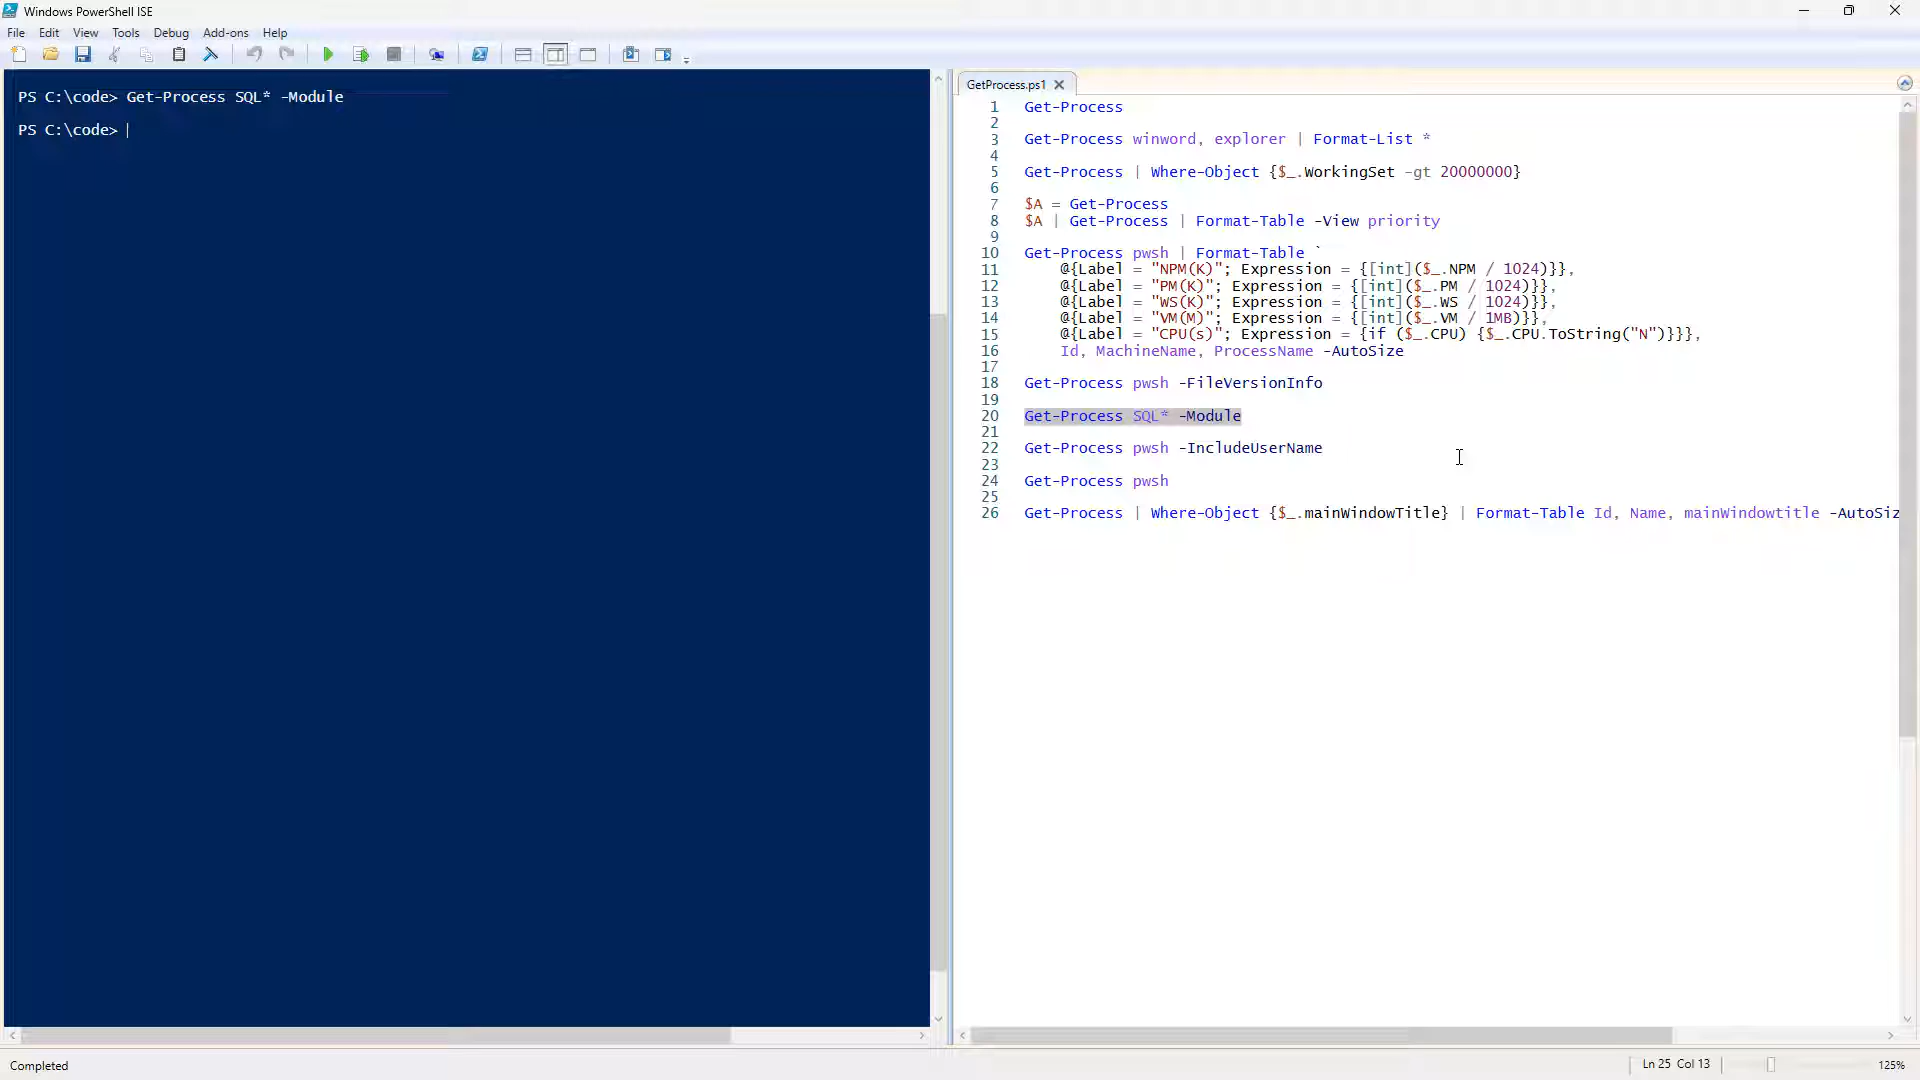 Windows PowerShell ISE
File Edit View Tools Debug Add-ons Help
PS C:\code> Get-Process SQL* -Module
PS C:\code>
GetProcess.ps1
1 Get-Process
2
3 Get-Process winword, explorer | Format-List *
4
5 Get-Process | Where-Object {$_.WorkingSet -gt 20000000}
6
7 $A = Get-Process
8 $A | Get-Process | Format-Table -View priority
9
10 Get-Process pwsh | Format-Table `
11 @{Label = "NPM(K)"; Expression = {[int]($_.NPM / 1024)}},
12 @{Label = "PM(K)"; Expression = {[int]($_.PM / 1024)}},
13 @{Label = "WS(K)"; Expression = {[int]($_.WS / 1024)}},
14 @{Label = "VM(M)"; Expression = {[int]($_.VM / 1MB)}},
15 @{Label = "CPU(s)"; Expression = {if ($_.CPU) {$_.CPU.ToString("N")}}},
16 Id, MachineName, ProcessName -AutoSize
17
18 Get-Process pwsh -FileVersionInfo
19
20 Get-Process SQL* -Module
21
22 Get-Process pwsh -IncludeUserName
23
24 Get-Process pwsh
25
26 Get-Process | Where-Object {$_.mainWindowTitle} | Format-Table Id, Name, mainWindowtitle -AutoSiz
Completed
Ln 25 Col 13
125%